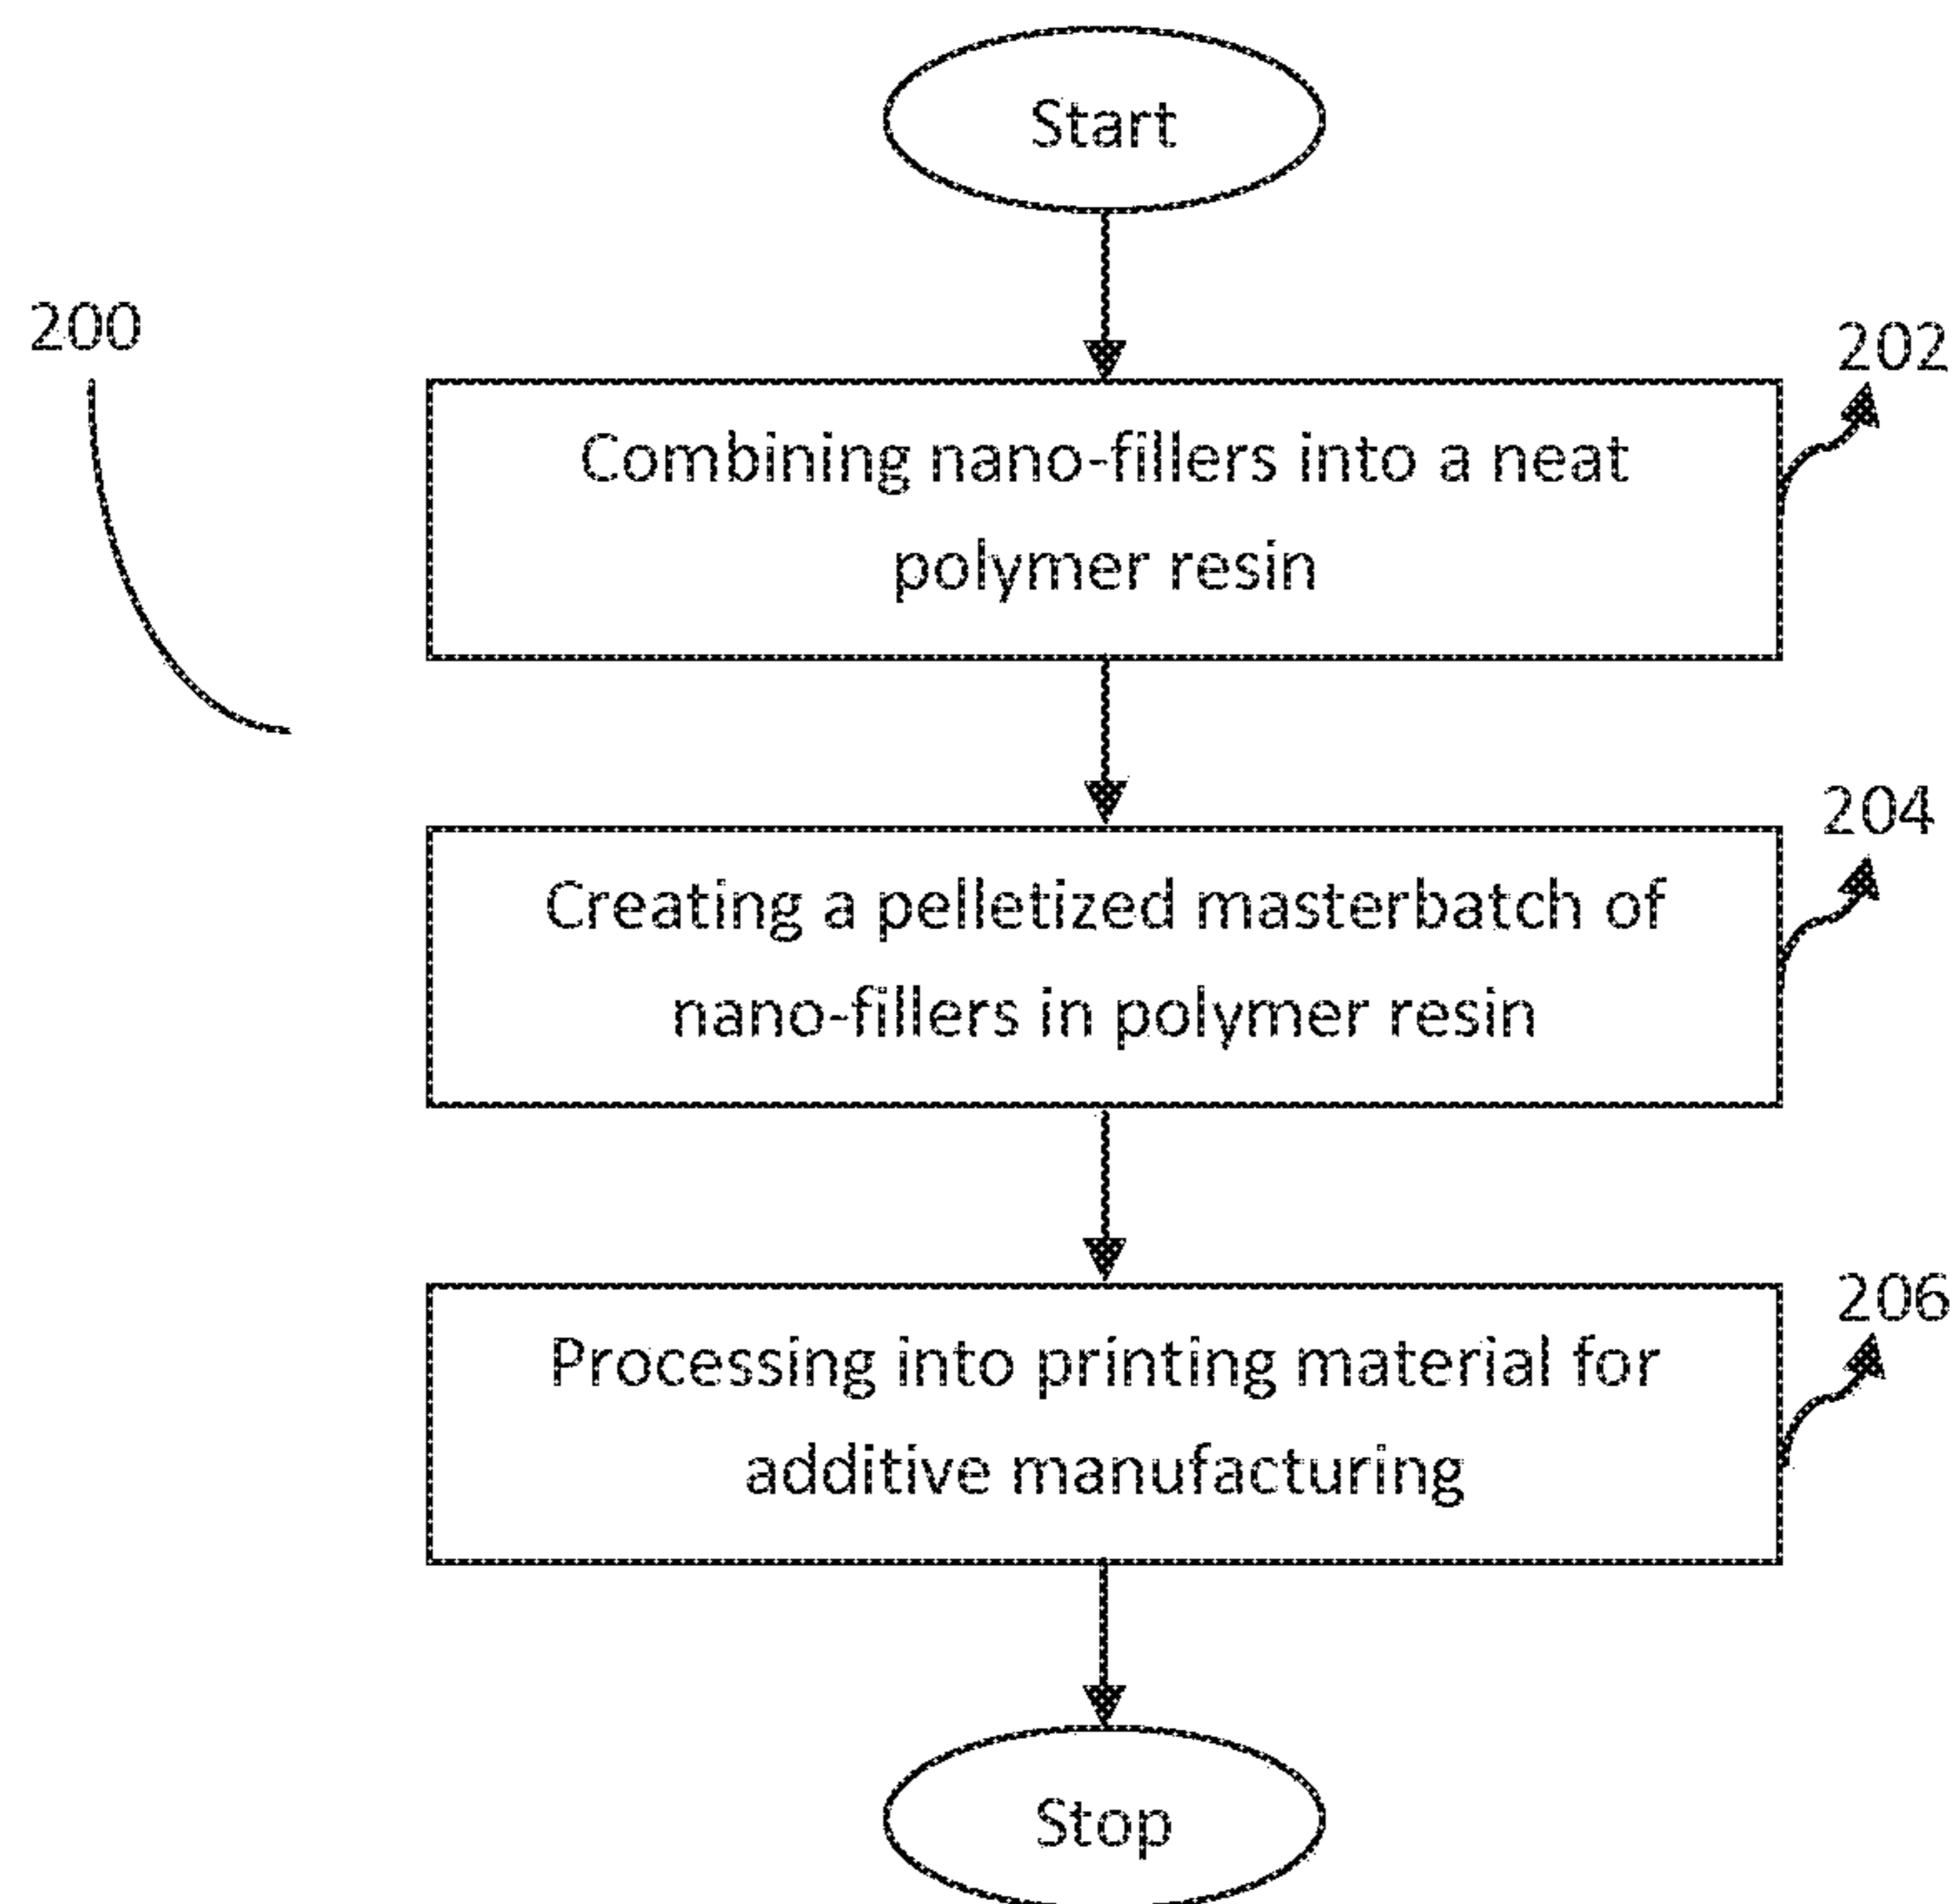 Start
200
202
Combining nano-fillers into a neat
polymer resin
204
Creating a pelletized masterbatch of
nano-fillers in polymer resin
206
Processing into printing material for
additive manufacturing
Stop